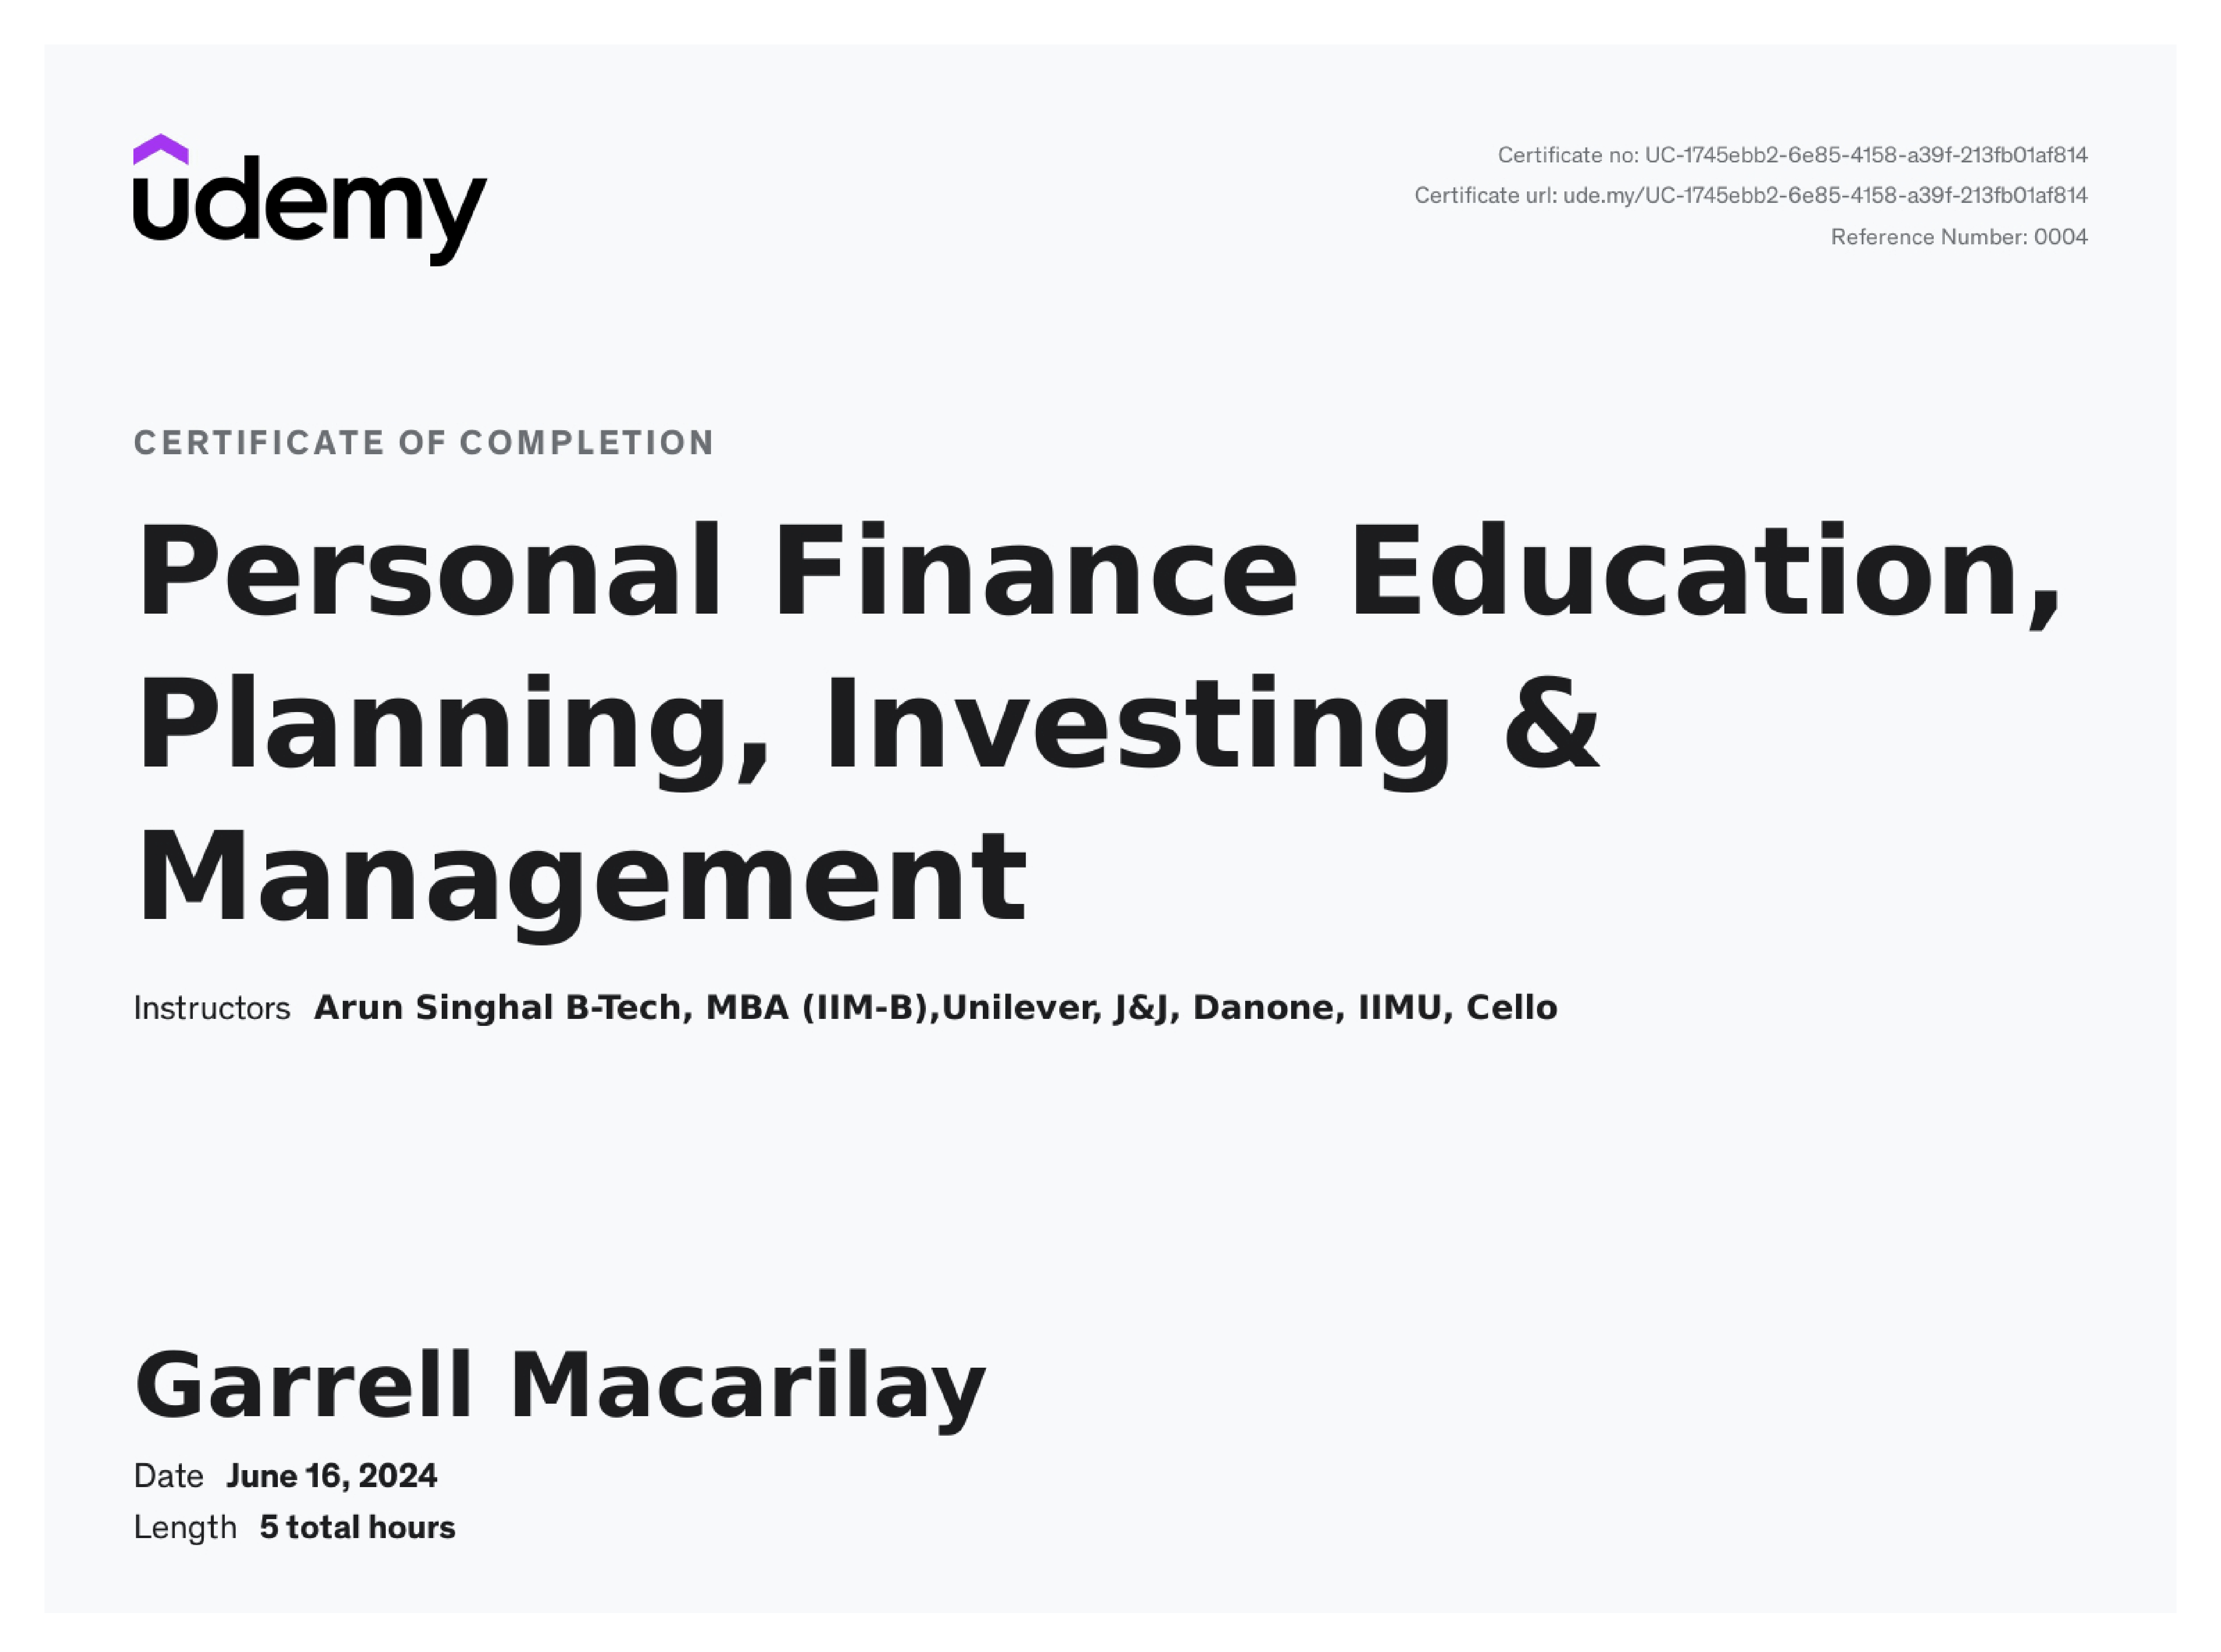 udemy
Certificate no: UC-1745ebb2-6e85-4158-a39f-213fb01af814
Certificate url: ude.my/UC-1745ebb2-6e85-4158-a39f-213fb01af814
Reference Number: 0004
CERTIFICATE OF COMPLETION
Personal Finance Education,
Planning, Investing &
Management
Instructors Arun Singhal B-Tech, MBA (IIM-B),Unilever, J&J, Danone, IIMU, Cello
Garrell Macarilay
Date June 16, 2024
Length 5 total hours